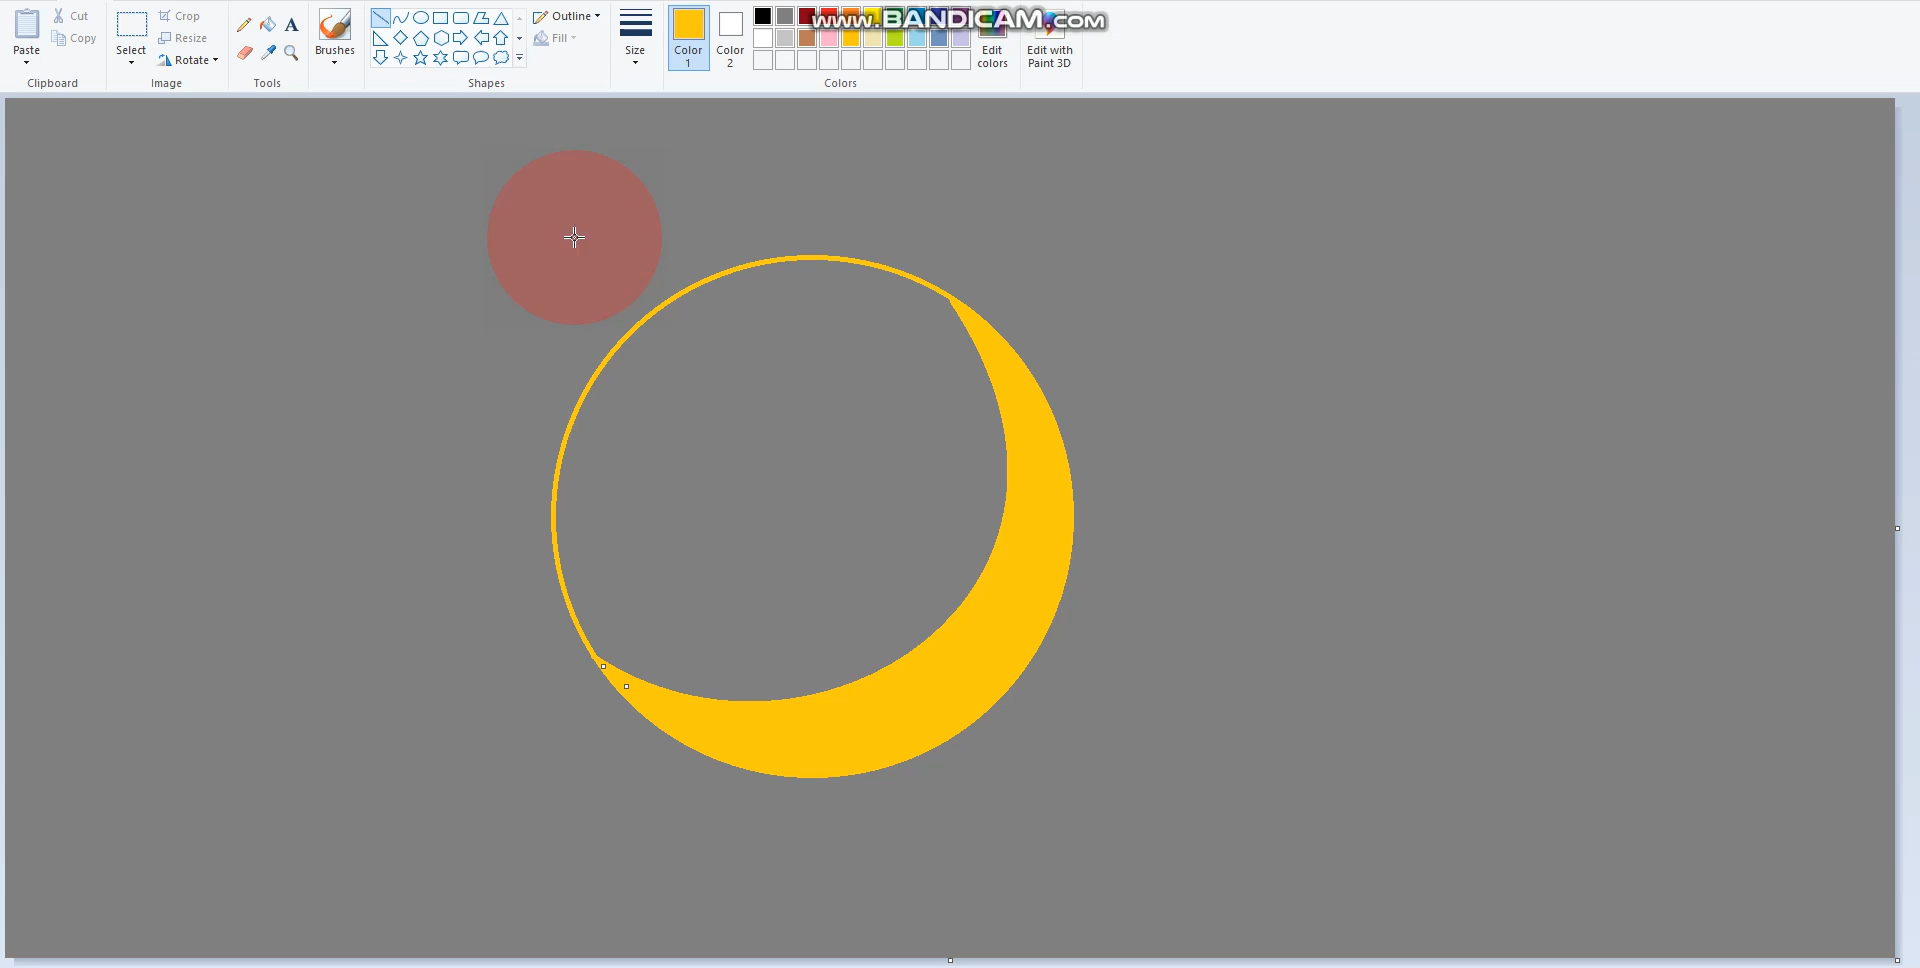 Paste
Cut
Copy
Clipboard
Select
Crop
Resize
Rotate
Image
A
Tools
Brushes
Shapes
Outline
Fill
Size
Color
1
Color
2
Edit
colors
Colors
Edit with
Paint 3D
www.BANDICAM.com